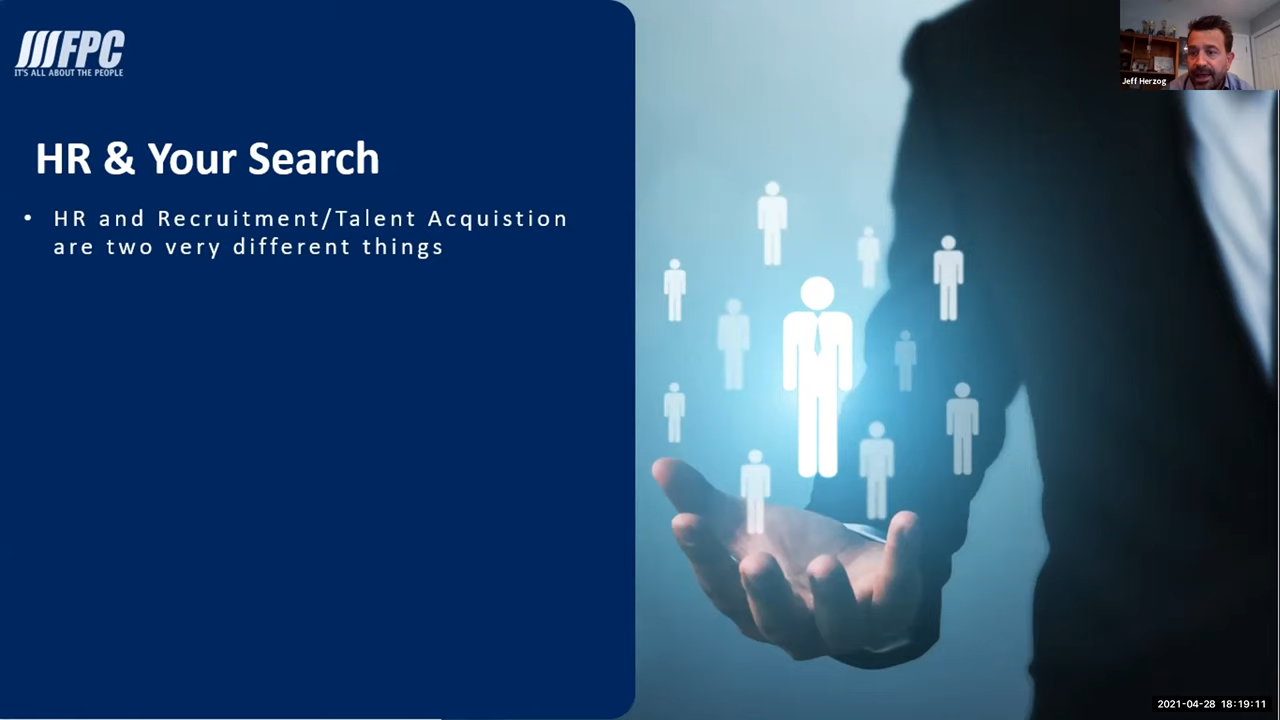 FPC
IT'S ALL ABOUT THE PEOPLE
HR & Your Search
• HR and Recruitment/Talent Acquistion
are two very different things
Jeff Herzog
2021-04-28 18:19:11